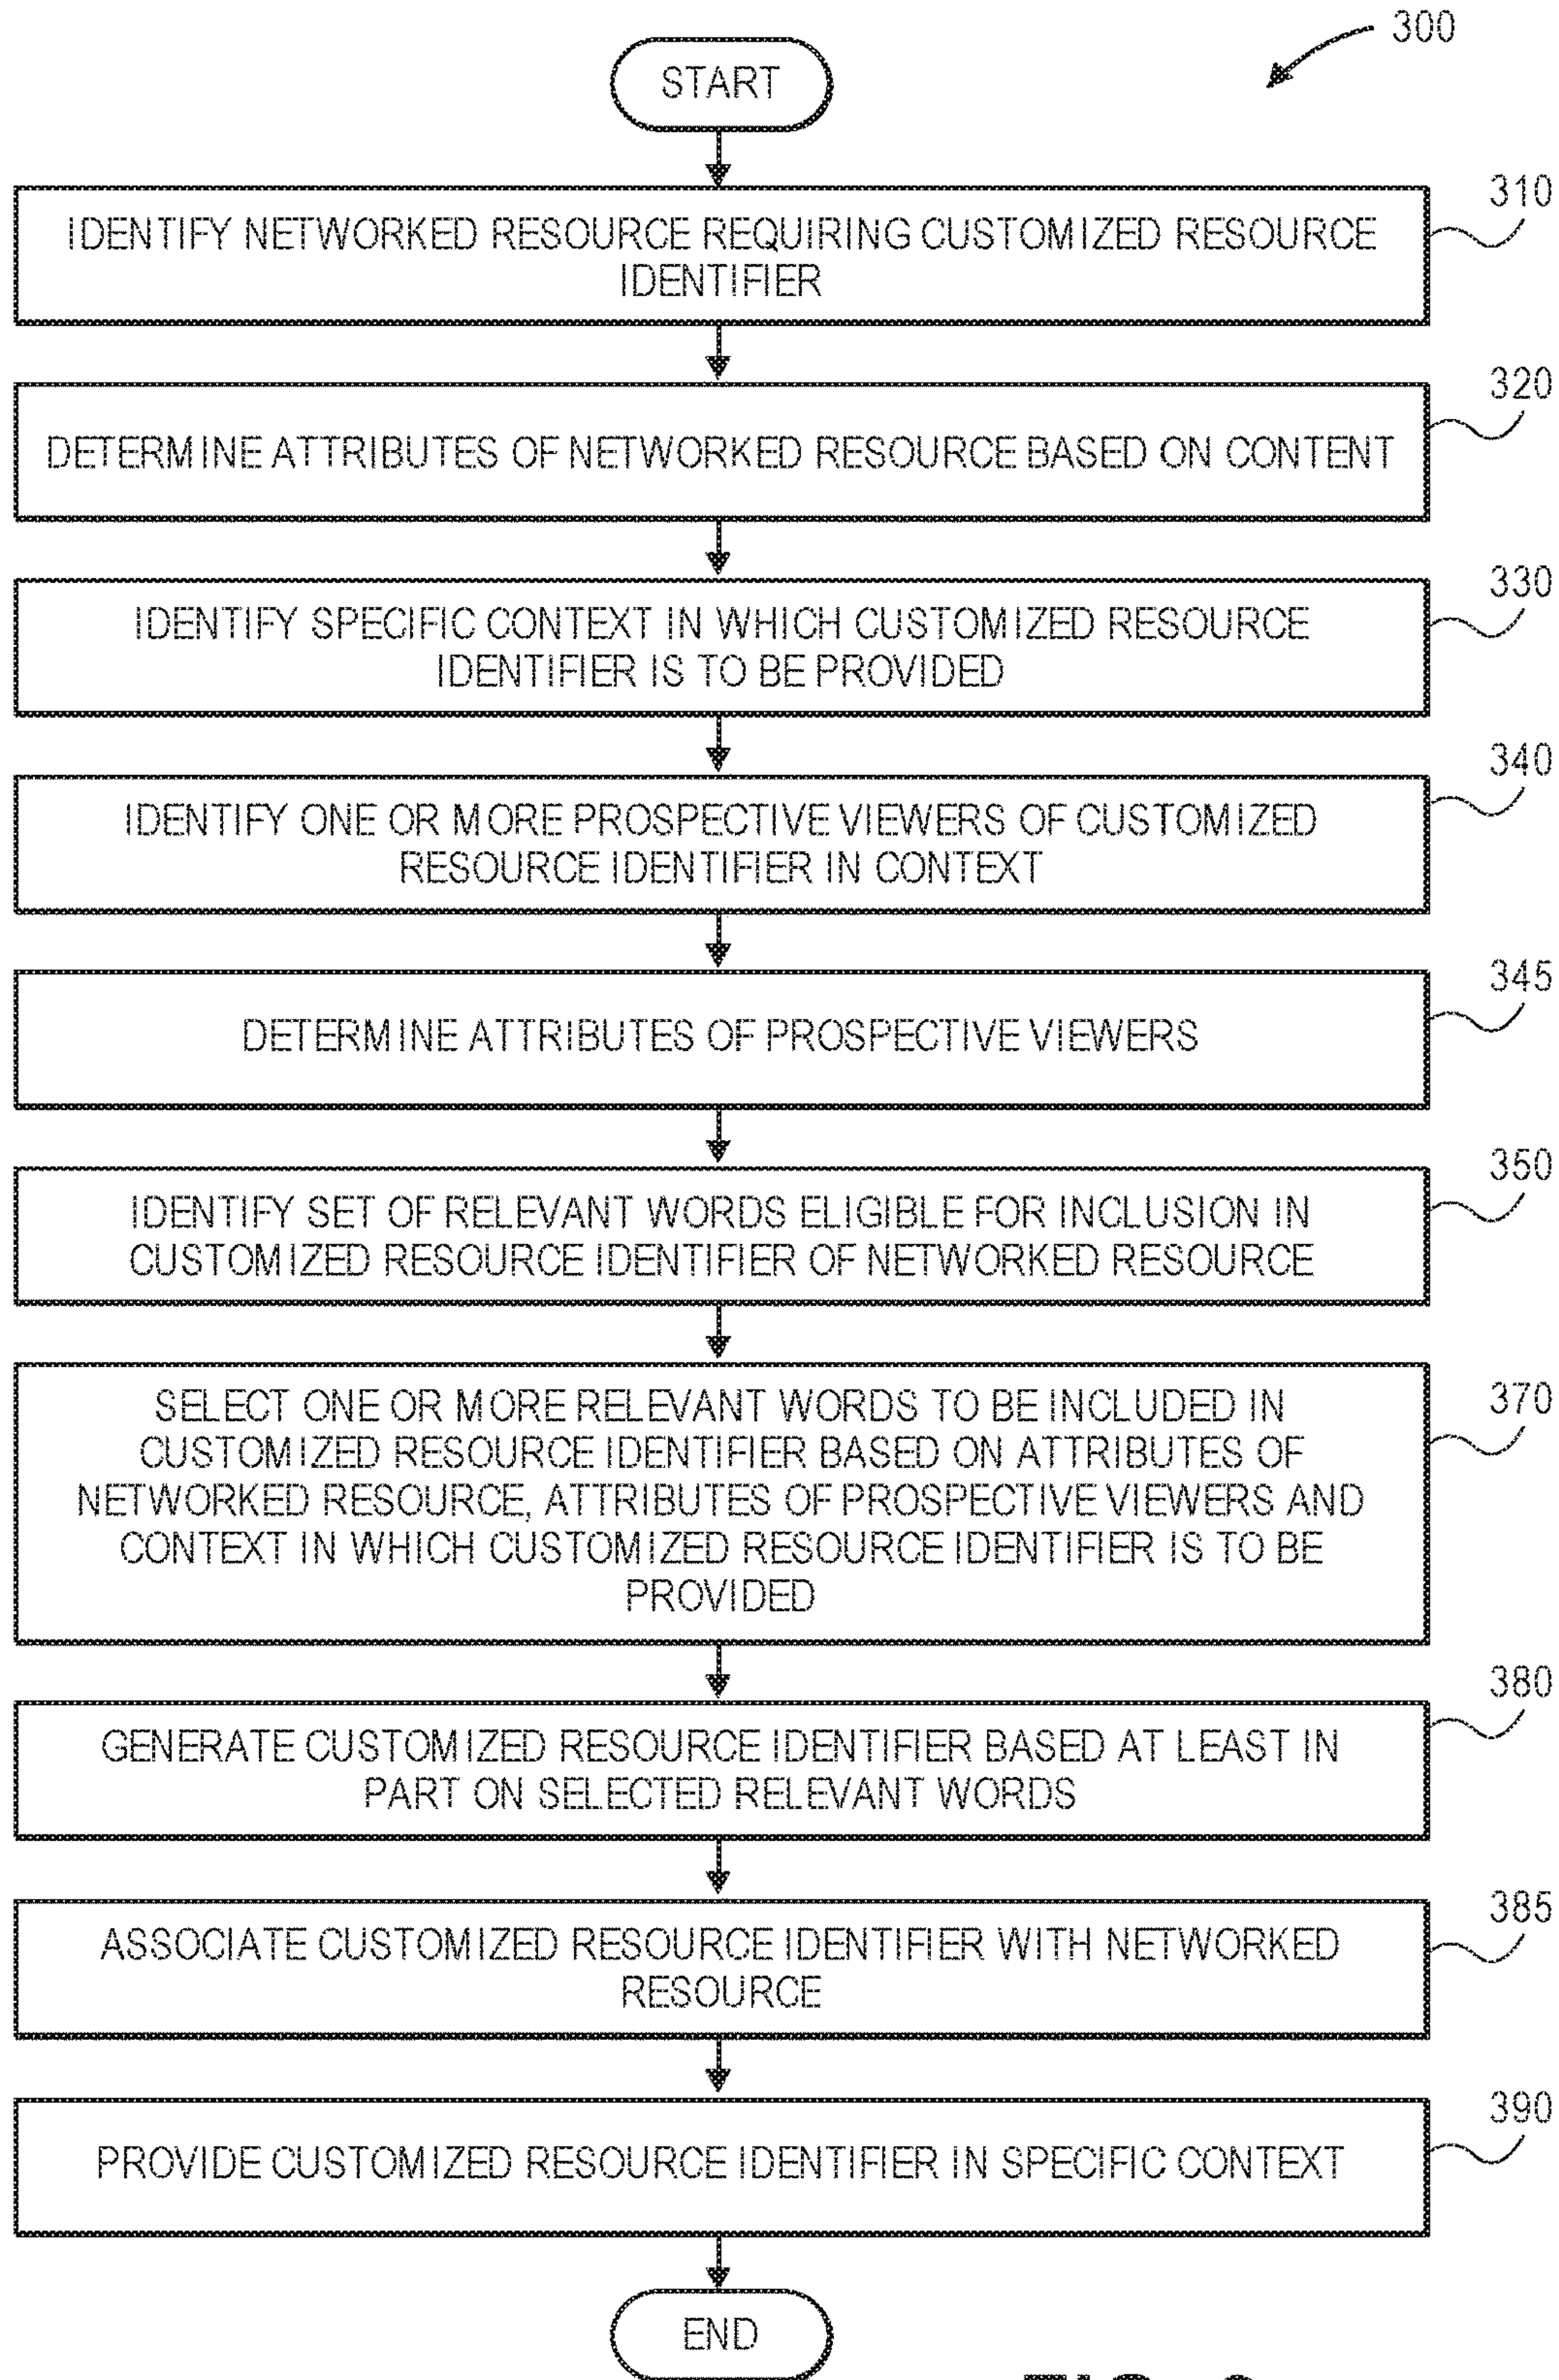 300
START
310
IDENTIFY NETWORKED RESOURCE REQUIRING CUSTOMIZED RESOURCE
IDENTIFIER
320
DETERMINE ATTRIBUTES OF NETWORKED RESOURCE BASED ON CONTENT
330
IDENTIFY SPECIFIC CONTEXT IN WHICH CUSTOMIZED RESOURCE
IDENTIFIER IS TO BE PROVIDED
340
IDENTIFY ONE OR MORE PROSPECTIVE VIEWERS OF CUSTOMIZED
RESOURCE IDENTIFIER IN CONTEXT
345
DETERMINE ATTRIBUTES OF PROSPECTIVE VIEWERS
350
IDENTIFY SET OF RELEVANT WORDS ELIGIBLE FOR INCLUSION IN
CUSTOMIZED RESOURCE IDENTIFIER OF NETWORKED RESOURCE
370
SELECT ONE OR MORE RELEVANT WORDS TO BE INCLUDED IN
CUSTOMIZED RESOURCE IDENTIFIER BASED ON ATTRIBUTES OF
NETWORKED RESOURCE, ATTRIBUTES OF PROSPECTIVE VIEWERS AND
CONTEXT IN WHICH CUSTOMIZED RESOURCE IDENTIFIER IS TO BE
PROVIDED
380
GENERATE CUSTOMIZED RESOURCE IDENTIFIER BASED AT LEAST IN
PART ON SELECTED RELEVANT WORDS
385
ASSOCIATE CUSTOMIZED RESOURCE IDENTIFIER WITH NETWORKED
RESOURCE
390
PROVIDE CUSTOMIZED RESOURCE IDENTIFIER IN SPECIFIC CONTEXT
END